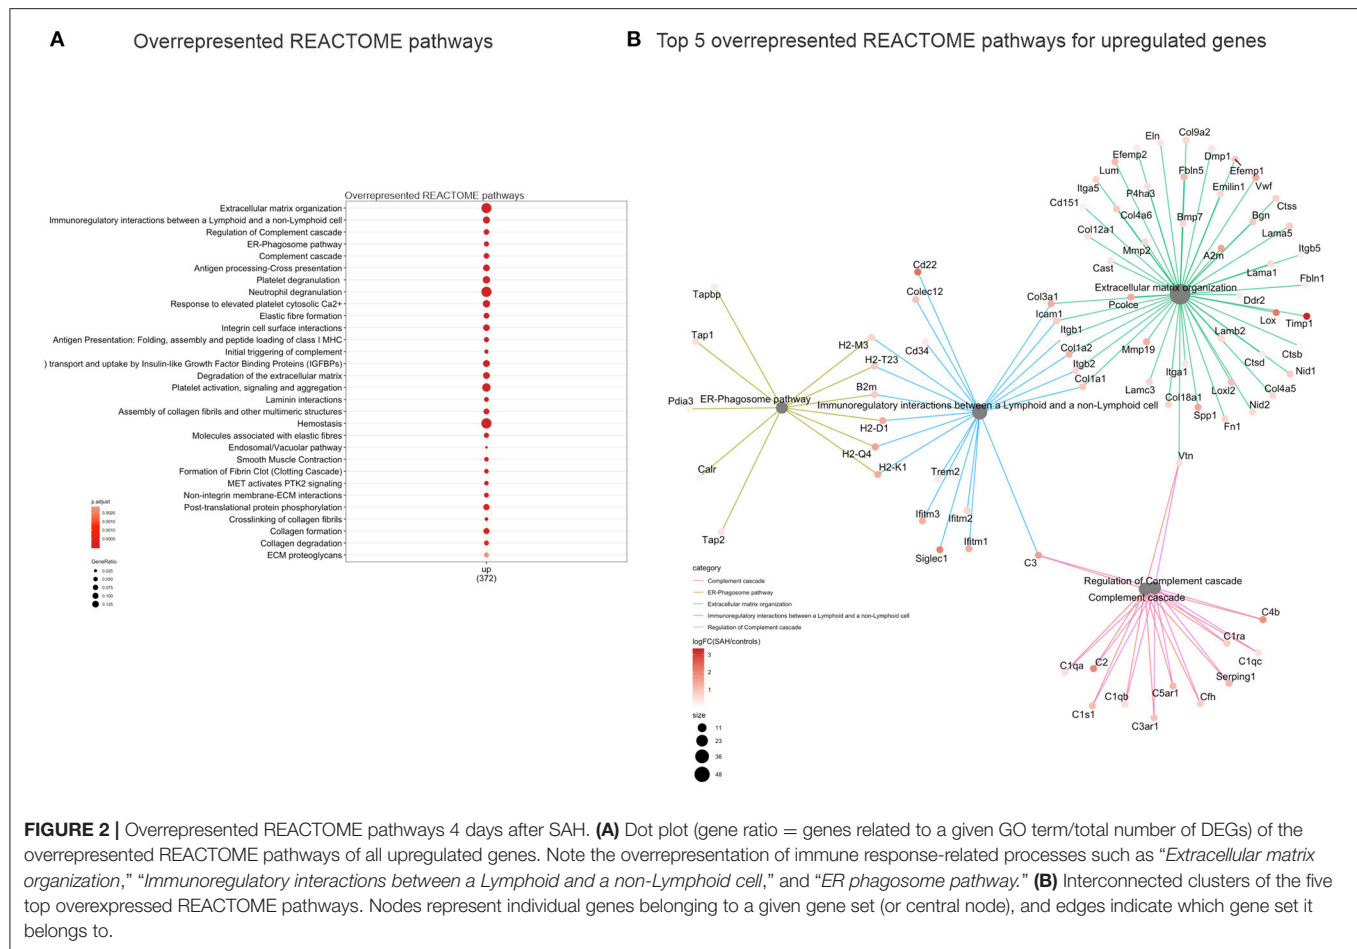 A
Overrepresented REACTOME pathways
Overrepresented REACTOME pathways
Extracellular matrix organization
Immunoregulatory interactions between a Lymphoid and a non-Lymphoid cell
Regulation of Complement cascade
ER-Phagosome pathway
Complement cascade
Antigen processing-Cross presentation
Platelet degranulation
Neutrophil degranulation
Response to elevated platelet cytosolic Ca2+
Elastic fibre formation
Integrin cell surface interactions
Antigen Presentation: Folding, assembly and peptide loading of class I MHC
Initial triggering of complement
) transport and uptake by Insulin-like Growth Factor Binding Proteins (IGFBPs)
Degradation of the extracellular matrix
Platelet activation, signaling and aggregation
Laminin interactions
Assembly of collagen fibrils and other multimeric structures
Hemostasis
Molecules associated with elastic fibres
Endosomal/Vacuolar pathway
Smooth Muscle Contraction
Formation of Fibrin Clot (Clotting Cascade)
MET activates PTK2 signaling
Non-integrin membrane-ECM interactions
Post-translational protein phosphorylation
Crosslinking of collagen fibrils
Collagen formation
Collagen degradation
ECM proteoglycans
up
(372)
p.adjust
0.0020
0.0015
0.0010
0.0005
GeneRatio
0.025
0.050
0.075
0.100
0.125
B
Top 5 overrepresented REACTOME pathways for upregulated genes
Eln
Col9a2
Efemp2
Dmp1
Lum
Fbln5
Efemp1
Itga5
P4ha3
Emilin1
Vwf
Cd151
Col4a6
Bmp7
Bgn
Ctss
Col12a1
Mmp2
A2m
Lama5
Itgb5
Cast
Lama1
Fbln1
Extracellular matrix organization
Ddr2
Col3a1
Pcolce
Icam1
Lox
Timp1
Itgb1
Lamb2
Col1a2
Mmp19
Ctsb
Itgb2
Itga1
Ctsd
Nid1
Col1a1
Lamc3
Loxl2
Col4a5
Col18a1
Spp1
Nid2
Fn1
Vtn
Cd22
Colec12
Cd34
Tapbp
Tap1
H2-M3
H2-T23
B2m
Pdia3
ER-Phagosome pathway
Immunoregulatory interactions between a Lymphoid and a non-Lymphoid cell
H2-D1
H2-Q4
H2-K1
Calr
Trem2
Tap2
Ifitm3
Ifitm2
Siglec1
Ifitm1
C3
Regulation of Complement cascade
Complement cascade
C4b
C1ra
C1qa
C2
C1qc
C5ar1
Serping1
C1qb
Cfh
C1s1
C3ar1
category
Complement cascade
ER-Phagosome pathway
Extracellular matrix organization
Immunoregulatory interactions between a Lymphoid and a non-Lymphoid cell
Regulation of Complement cascade
logFC(SAH/controls)
3
2
1
size
11
23
36
48
FIGURE 2 | Overrepresented REACTOME pathways 4 days after SAH. (A) Dot plot (gene ratio = genes related to a given GO term/total number of DEGs) of the
overrepresented REACTOME pathways of all upregulated genes. Note the overrepresentation of immune response-related processes such as “Extracellular matrix
organization,” “Immunoregulatory interactions between a Lymphoid and a non-Lymphoid cell,” and “ER phagosome pathway.” (B) Interconnected clusters of the five
top overexpressed REACTOME pathways. Nodes represent individual genes belonging to a given gene set (or central node), and edges indicate which gene set it
belongs to.